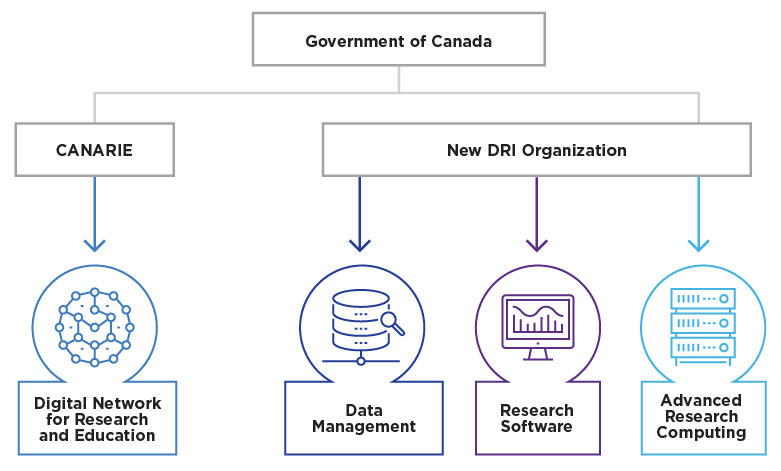 Government of Canada
CANARIE
New DRI Organization
Digital Network
for Research
and Education
Data
Management
Research
Software
Advanced
Research
Computing